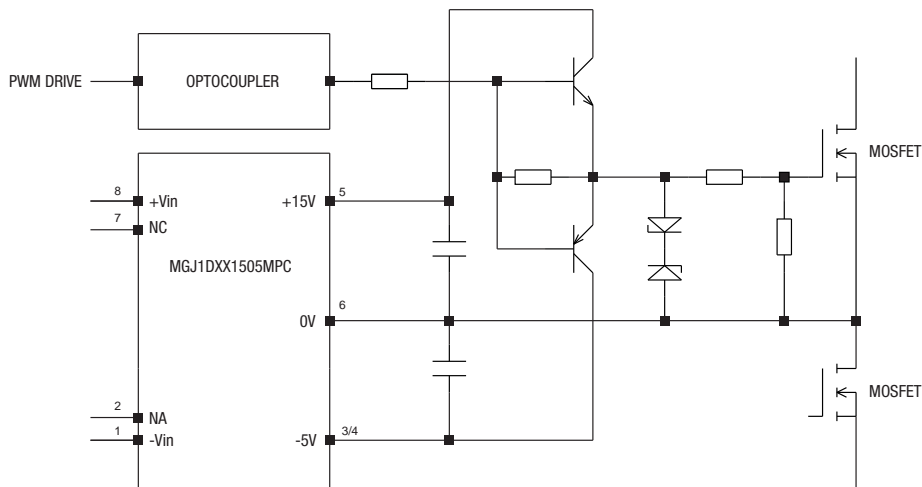 PWM DRIVE
OPTOCOUPLER
MOSFET
8
+Vin
+15V
5
7
NC
MGJ1DXX1505MPC
6
0V
2
NA
1
-Vin
-5V
3/4
MOSFET